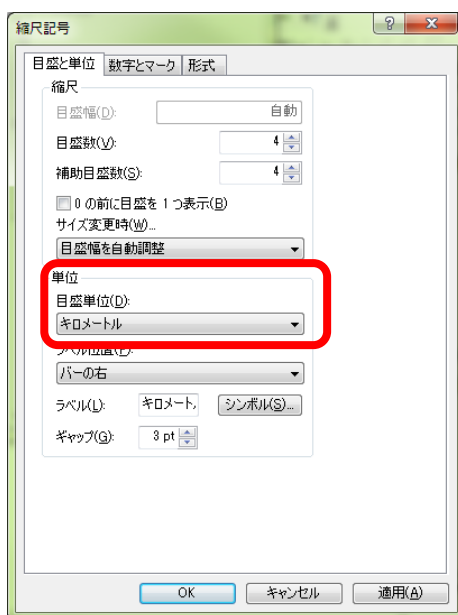 縮尺記号
目盛と単位 数字とマーク 形式
縮尺
目盛幅(D): 自動
目盛数(V): 4
補助目盛数(S): 4
0 の前に目盛を 1 つ表示(B)
サイズ変更時(W)...
目盛幅を自動調整
単位
目盛単位(D):
キロメートル
ラベル位置(P):
バーの右
ラベル(L): キロメート, シンボル(S)...
ギャップ(G): 3 pt
OK キャンセル 適用(A)